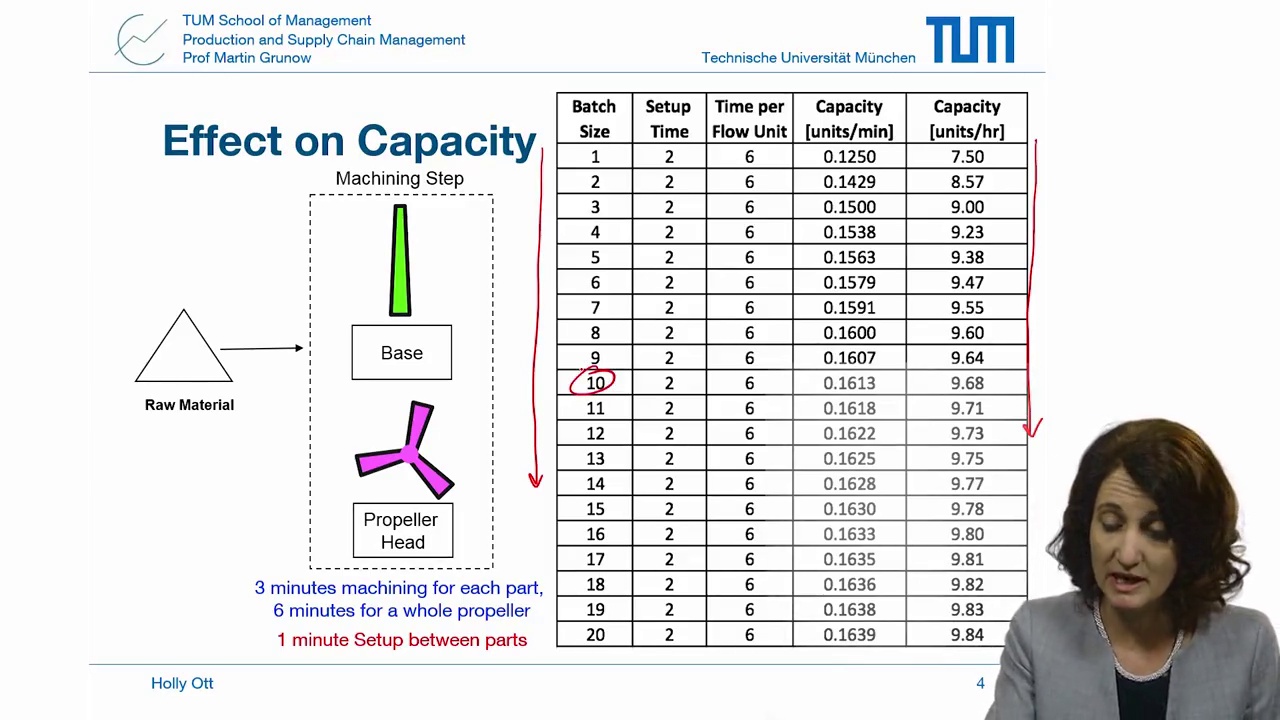 TUM School of Management
Production and Supply Chain Management
Prof Martin Grunow
Technische Universität München
TUM
Effect on Capacity
Machining Step
Base
Raw Material
Propeller
Head
3 minutes machining for each part,
6 minutes for a whole propeller
1 minute Setup between parts
Batch Size Setup Time Time per Flow Unit Capacity [units/min] Capacity [units/hr]
1 2 6 0.1250 7.50
2 2 6 0.1429 8.57
3 2 6 0.1500 9.00
4 2 6 0.1538 9.23
5 2 6 0.1563 9.38
6 2 6 0.1579 9.47
7 2 6 0.1591 9.55
8 2 6 0.1600 9.60
9 2 6 0.1607 9.64
10 2 6 0.1613 9.68
11 2 6 0.1618 9.71
12 2 6 0.1622 9.73
13 2 6 0.1625 9.75
14 2 6 0.1628 9.77
15 2 6 0.1630 9.78
16 2 6 0.1633 9.80
17 2 6 0.1635 9.81
18 2 6 0.1636 9.82
19 2 6 0.1638 9.83
20 2 6 0.1639 9.84
Holly Ott
4